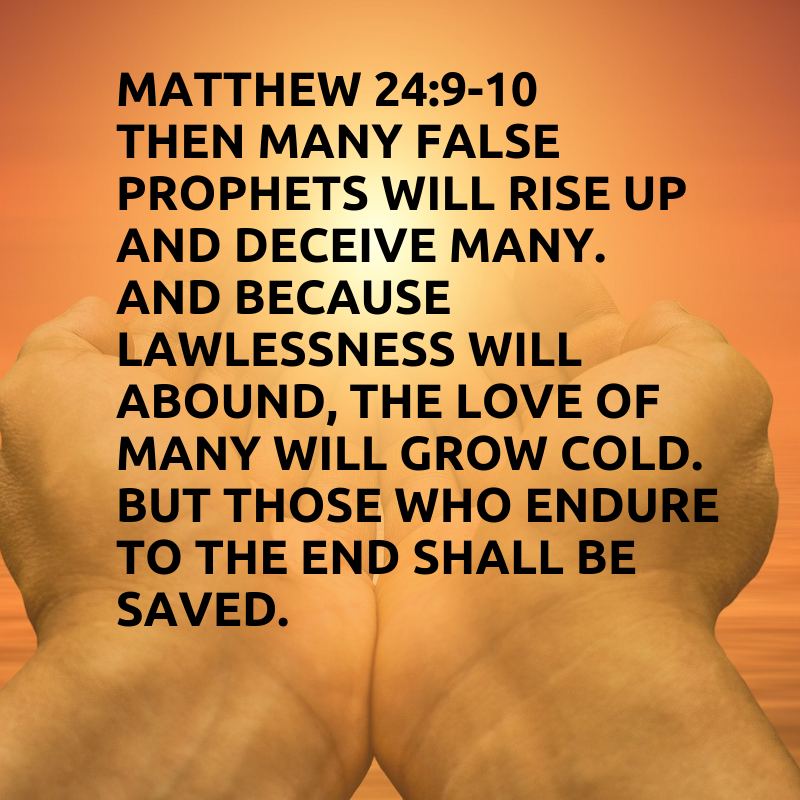 MATTHEW 24:9-10
THEN MANY FALSE
PROPHETS WILL RISE UP
AND DECEIVE MANY.
AND BECAUSE
LAWLESSNESS WILL
ABOUND, THE LOVE OF
MANY WILL GROW COLD.
BUT THOSE WHO ENDURE
TO THE END SHALL BE
SAVED.